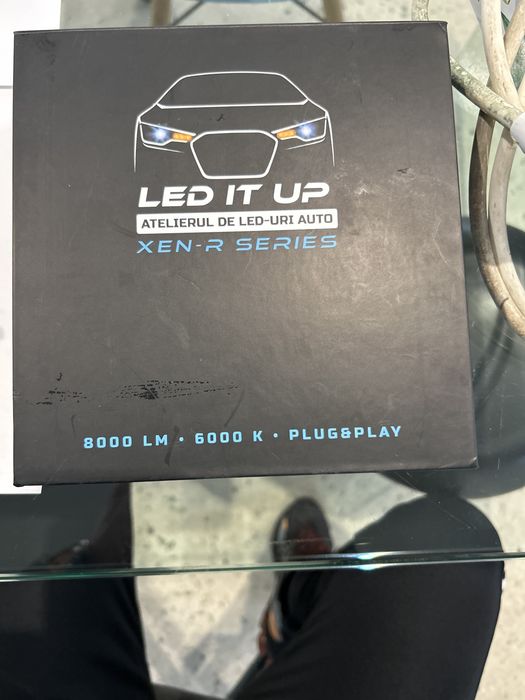 LED IT UP
ATELIERUL DE LED-URI AUTO
XEN-R SERIES
8000 LM • 6000 K • PLUG&PLAY